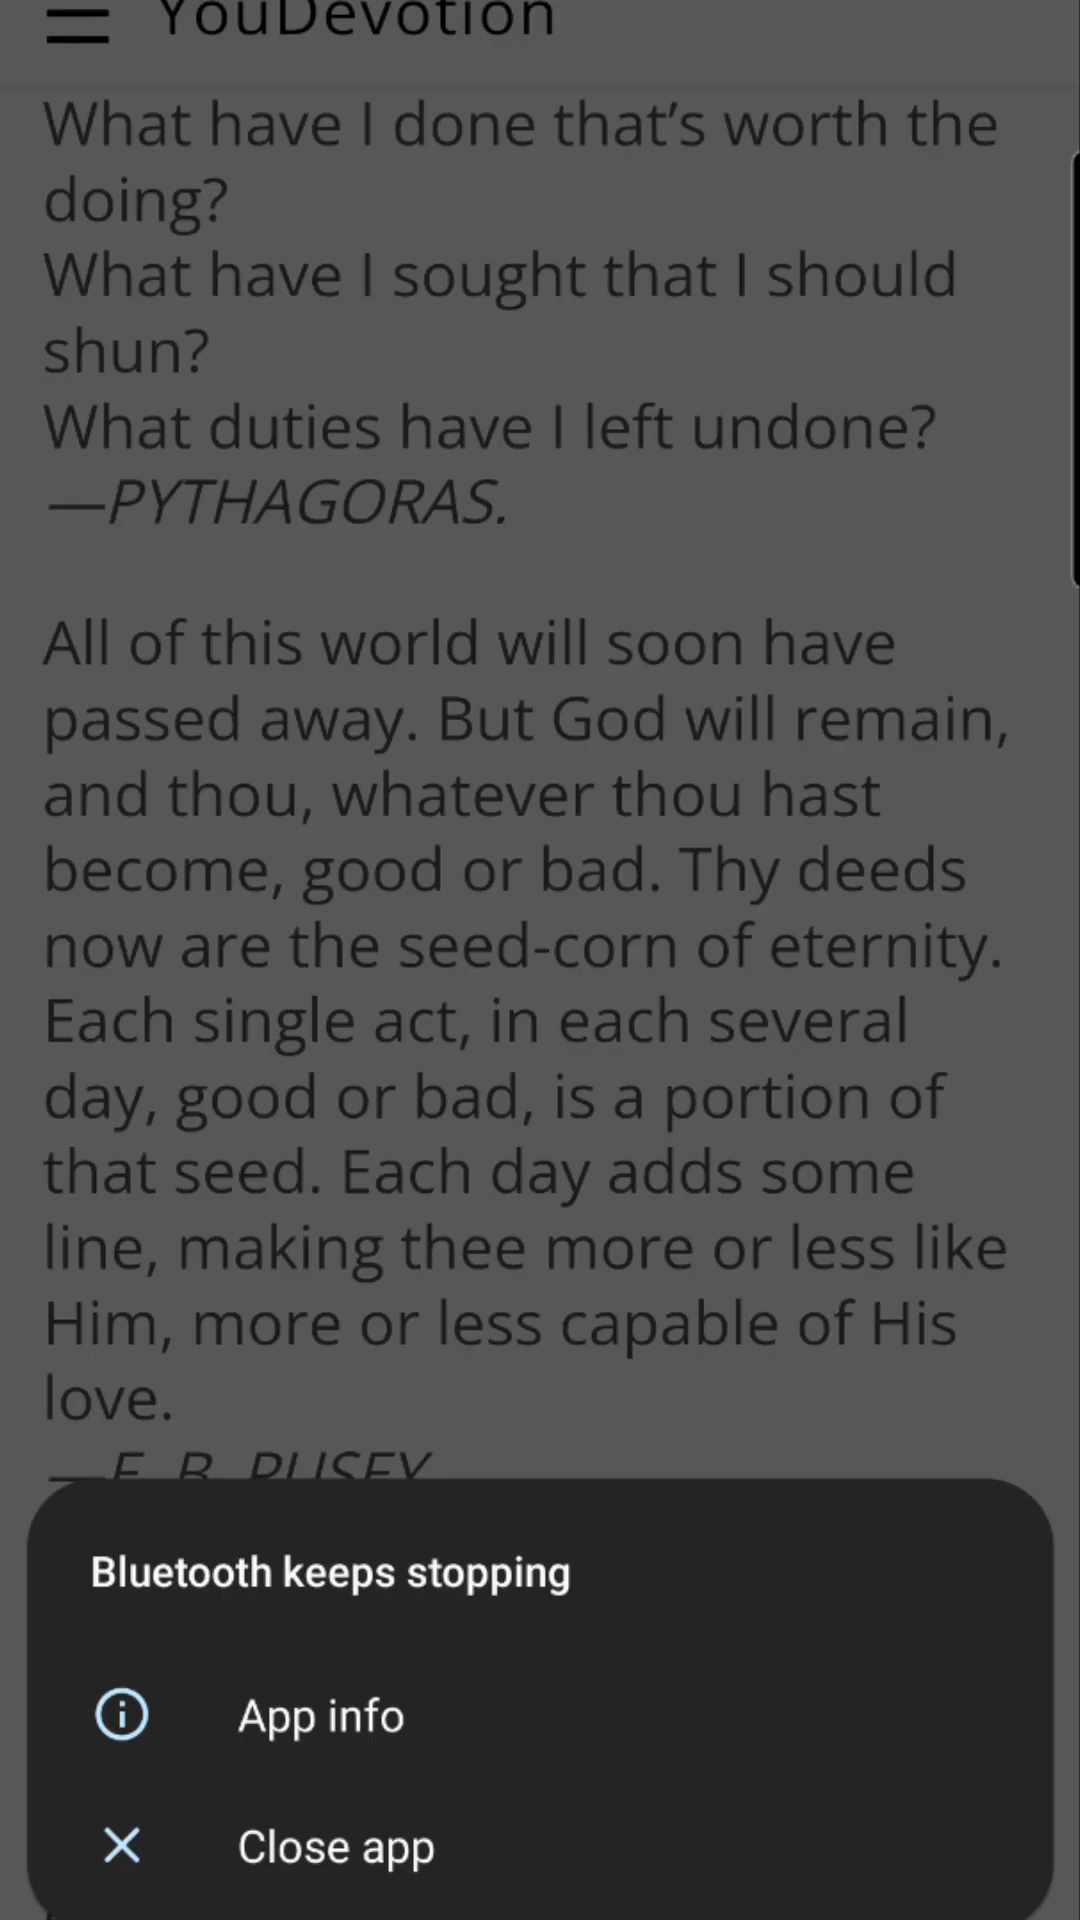 YouDevotion
What have I done that’s worth the
doing?
What have I sought that I should
shun?
What duties have I left undone?
—PYTHAGORAS.
All of this world will soon have
passed away. But God will remain,
and thou, whatever thou hast
become, good or bad. Thy deeds
now are the seed-corn of eternity.
Each single act, in each several
day, good or bad, is a portion of
that seed. Each day adds some
line, making thee more or less like
Him, more or less capable of His
love.
—E. B. PUSEY
Bluetooth keeps stopping
App info
Close app